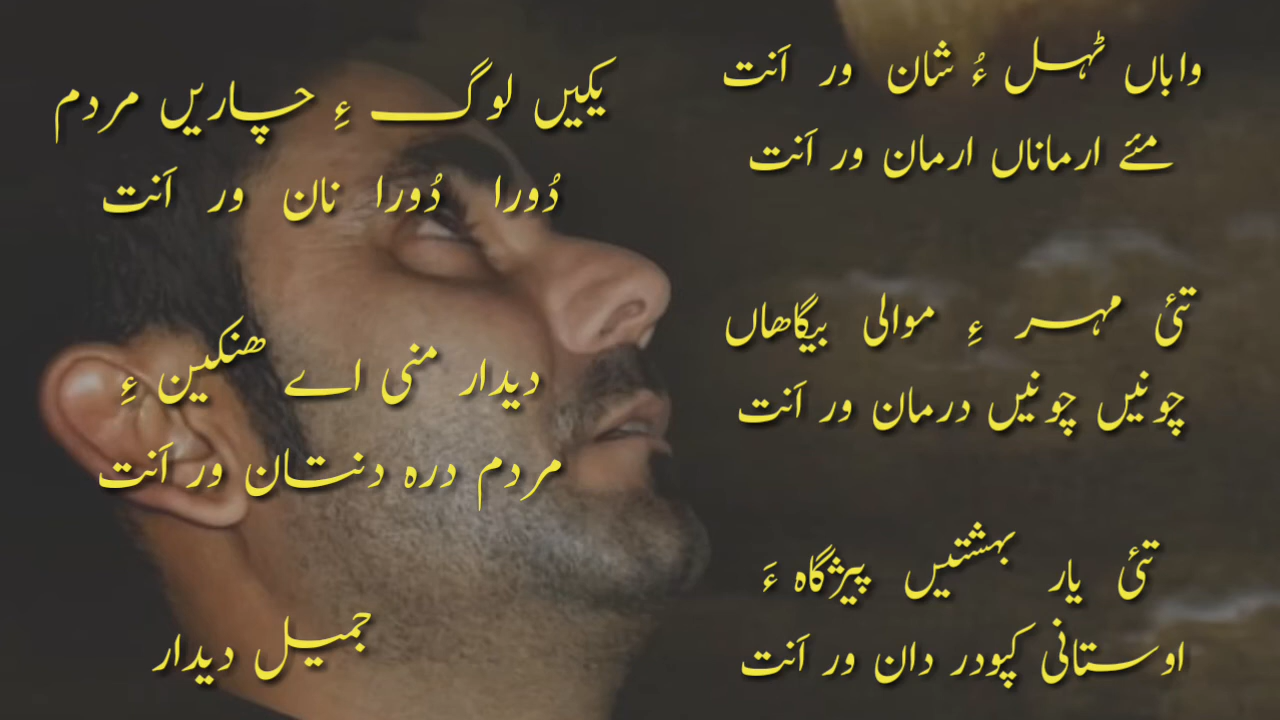 واباں ٹہل ءُ شان ور اَنت
مئے ارماناں ارمان ور اَنت
تئی مہر ءِ موالی بیگاھاں
چونیں چونیں درمان ور اَنت
تئی یار بہشتیں پیژگاہ ءَ
اوستانی کپودر دان ور اَنت
یکیں لوگ ءِ چاریں مردم
دُورا دُورا نان ور اَنت
دیدار منی اے ھنکین ءِ
مردم درہ دنتان ور اَنت
جمیل دیدار